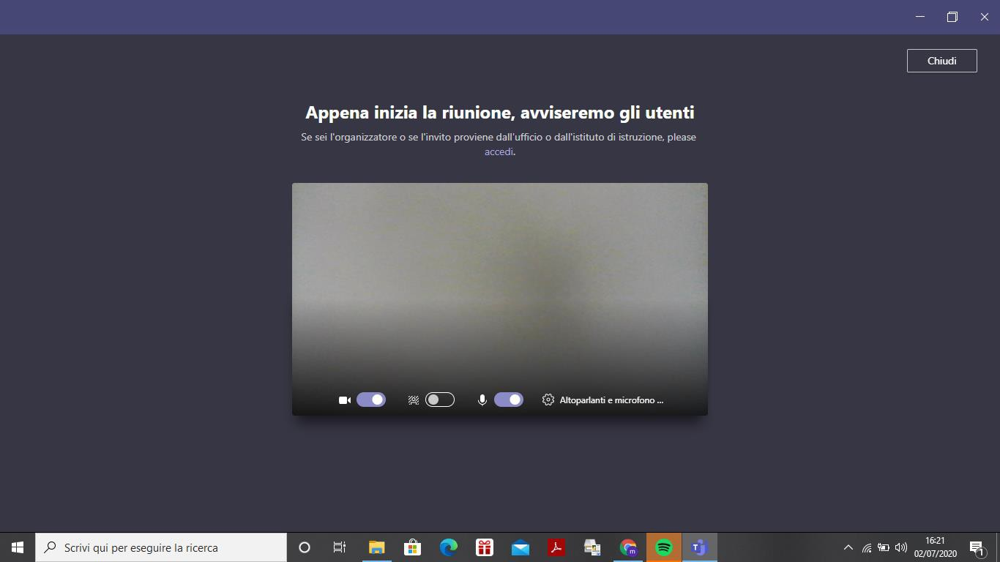 Chiudi
Appena inizia la riunione, avviseremo gli utenti
Se sei l'organizzatore o se l'invito proviene dall'ufficio o dall'istituto di istruzione, please
accedi.
Altoparlanti e microfono ...
Scrivi qui per eseguire la ricerca
m
T
16:21
02/07/2020
1